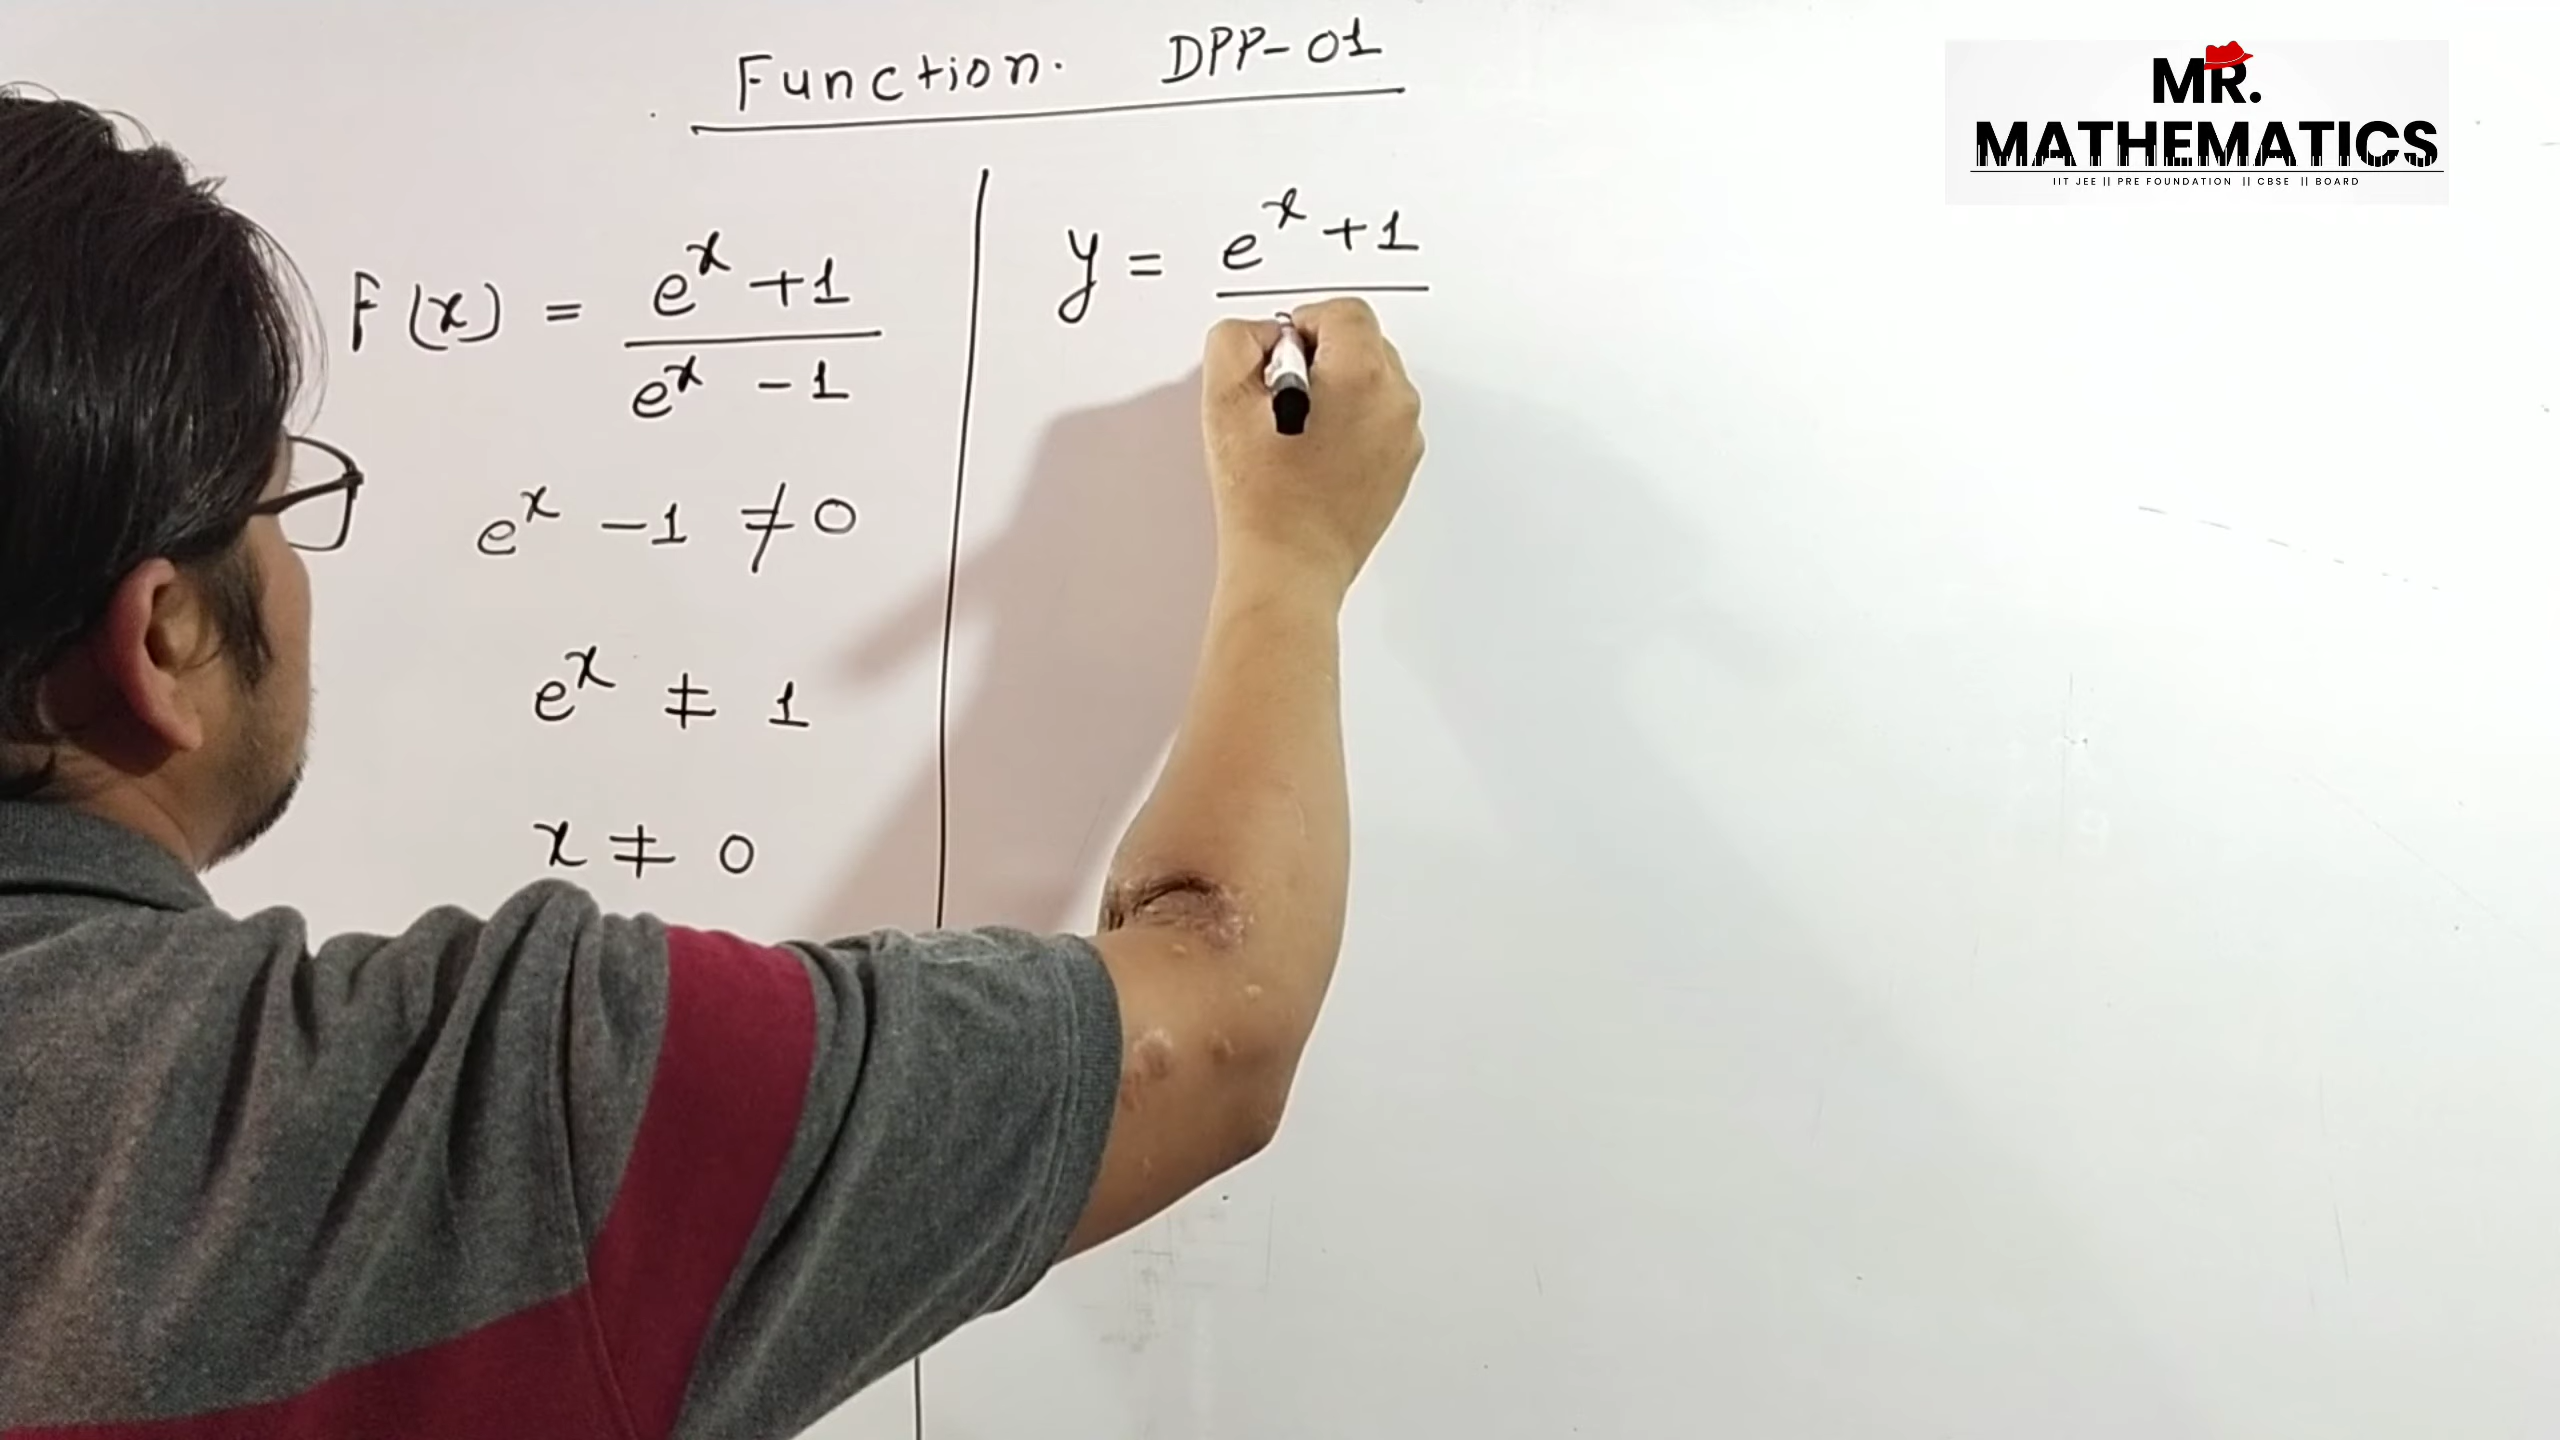 Function. DPP-01
F(x) = e^x +1 / e^x - 1
e^x - 1 ≠ 0
e^x ≠ 1
x ≠ 0
y = e^x + 1
MR.
MATHEMATICS
IIT JEE || PRE FOUNDATION || CBSE || BOARD